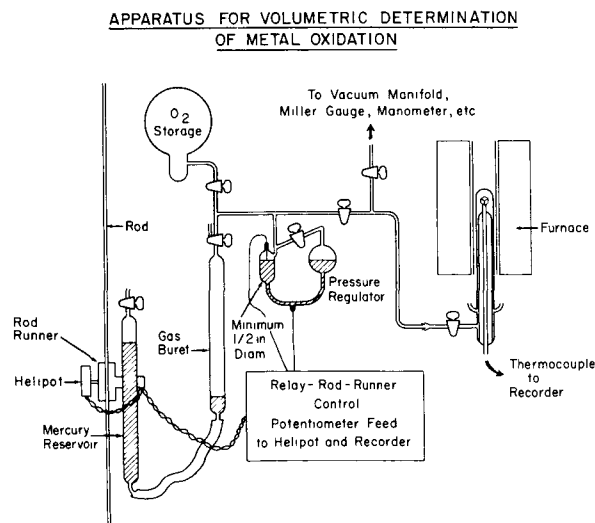 APPARATUS FOR VOLUMETRIC DETERMINATION
OF METAL OXIDATION
To Vacuum Manifold,
Miller Gauge, Manometer, etc
O2
Storage
Rod
Furnace
Pressure
Regulator
Minimum
1/2 in
Diam
Gas
Buret
Rod
Runner
Helipot
Mercury
Reservoir
Relay-Rod-Runner
Control
Potentiometer Feed
to Helipot and Recorder
Thermocouple
to
Recorder